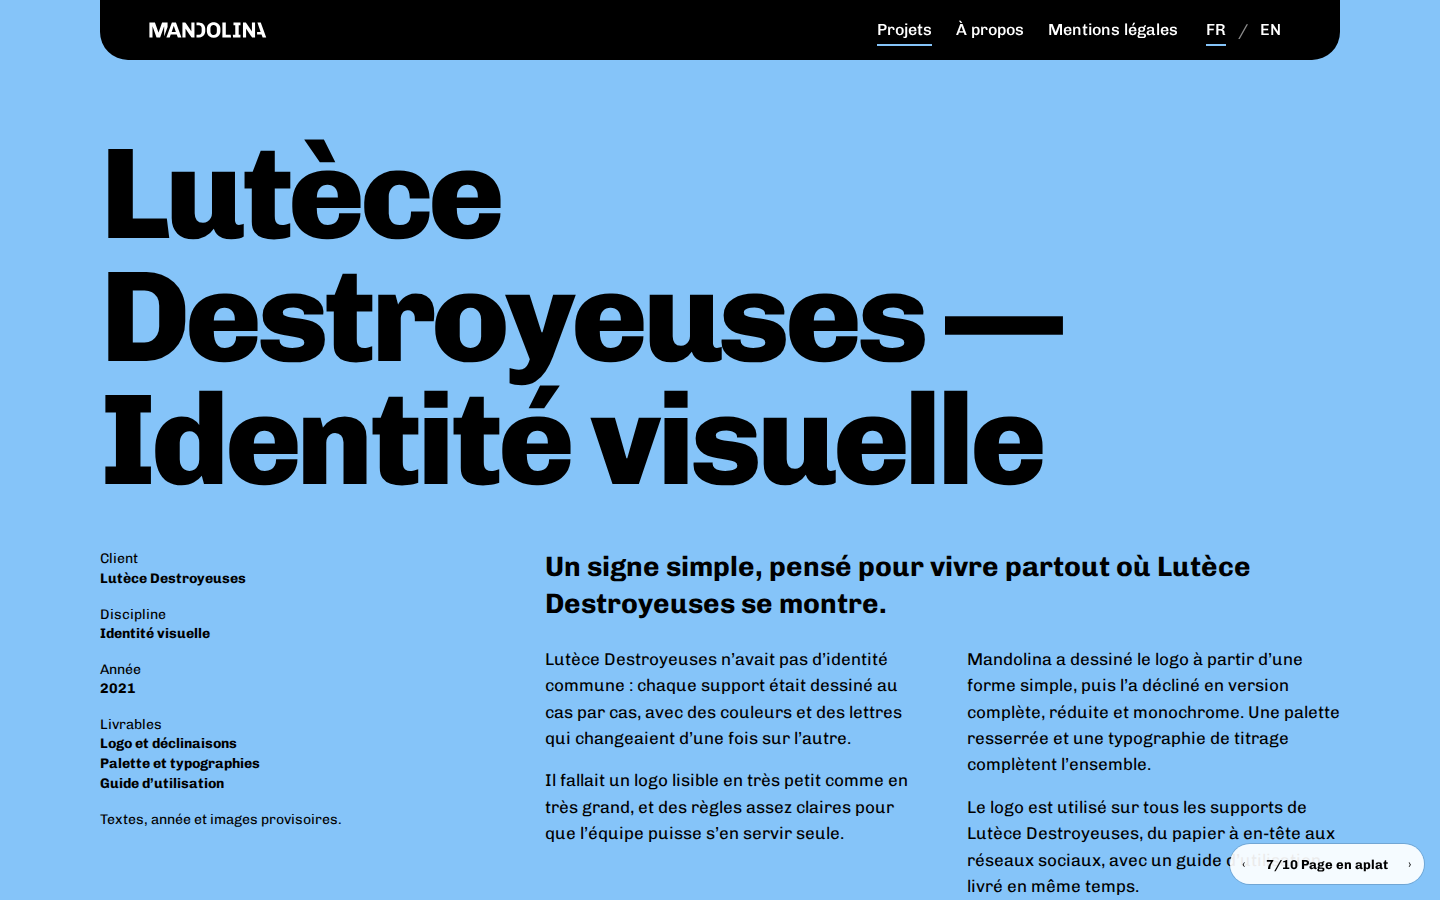 MANDOLINA
Projets
À propos
Mentions légales
FR / EN
Lutèce
Destroyeuses —
Identité visuelle
Client
Lutèce Destroyeuses
Discipline
Identité visuelle
Année
2021
Livrables
Logo et déclinaisons
Palette et typographies
Guide d’utilisation
Textes, année et images provisoires.
Un signe simple, pensé pour vivre partout où Lutèce
Destroyeuses se montre.
Lutèce Destroyeuses n’avait pas d’identité
commune : chaque support était dessiné au
cas par cas, avec des couleurs et des lettres
qui changeaient d’une fois sur l’autre.
Il fallait un logo lisible en très petit comme en
très grand, et des règles assez claires pour
que l’équipe puisse s’en servir seule.
Mandolina a dessiné le logo à partir d’une
forme simple, puis l’a décliné en version
complète, réduite et monochrome. Une palette
resserrée et une typographie de titrage
complètent l’ensemble.
Le logo est utilisé sur tous les supports de
Lutèce Destroyeuses, du papier à en-tête aux
réseaux sociaux, avec un guide
livré en même temps.
‹ 7/10 Page en aplat ›